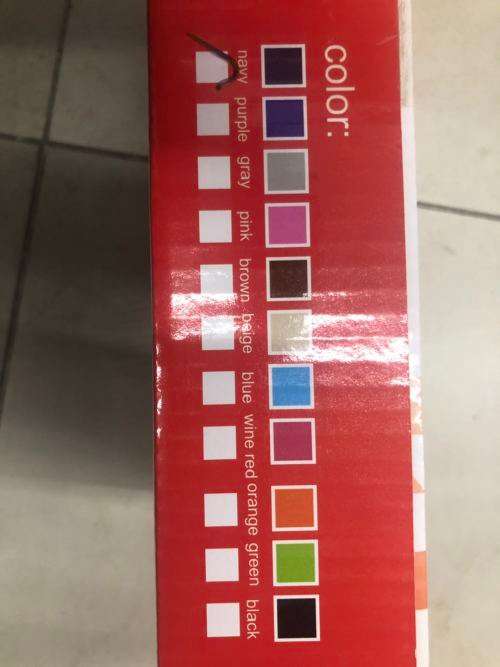 color:
navy purple gray pink brown beige blue wine red orange green black